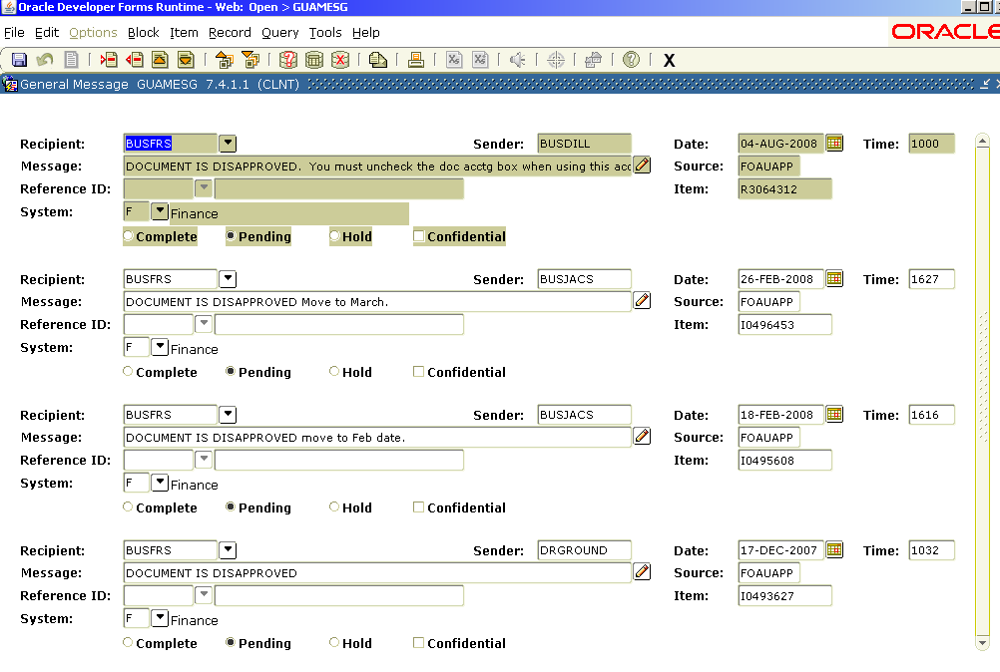 Oracle Developer Forms Runtime - Web: Open > GUAMESG
File Edit Options Block Item Record Query Tools Help
ORACLE
X
General Message GUAMESG 7.4.1.1 (CLNT)
Recipient: BUSFRS Sender: BUSDILL Date: 04-AUG-2008 Time: 1000
Message: DOCUMENT IS DISAPPROVED. You must uncheck the doc acctg box when using this acc Source: FOAUAPP
Reference ID: Item: R3064312
System: F Finance
Complete Pending Hold Confidential
Recipient: BUSFRS Sender: BUSJACS Date: 26-FEB-2008 Time: 1627
Message: DOCUMENT IS DISAPPROVED Move to March. Source: FOAUAPP
Reference ID: Item: I0496453
System: F Finance
Complete Pending Hold Confidential
Recipient: BUSFRS Sender: BUSJACS Date: 18-FEB-2008 Time: 1616
Message: DOCUMENT IS DISAPPROVED move to Feb date. Source: FOAUAPP
Reference ID: Item: I0495608
System: F Finance
Complete Pending Hold Confidential
Recipient: BUSFRS Sender: DRGROUND Date: 17-DEC-2007 Time: 1032
Message: DOCUMENT IS DISAPPROVED Source: FOAUAPP
Reference ID: Item: I0493627
System: F Finance
Complete Pending Hold Confidential